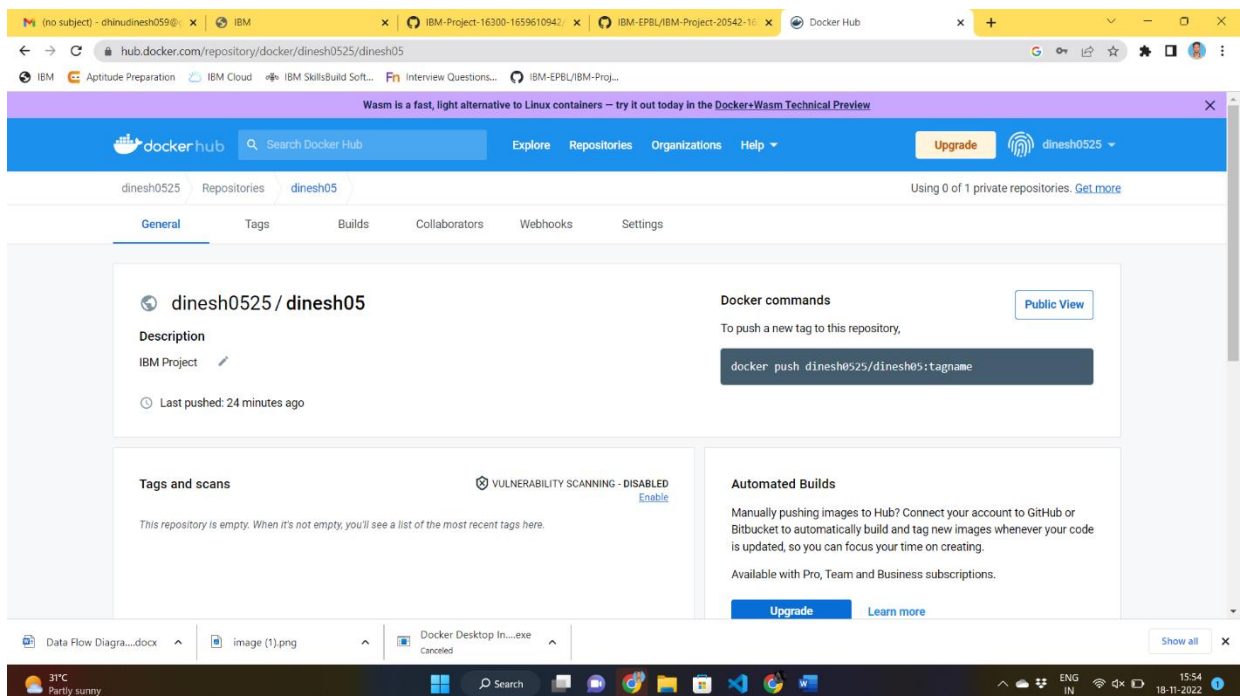 (no subject) - dhinudinesh059@
IBM
IBM-Project-16300-1659610942/
IBM-EPBL/IBM-Project-20542-16
Docker Hub
hub.docker.com/repository/docker/dinesh0525/dinesh05
IBM
Aptitude Preparation
IBM Cloud
IBM SkillsBuild Soft...
Interview Questions...
IBM-EPBL/IBM-Proj...
Wasm is a fast, light alternative to Linux containers — try it out today in the Docker+Wasm Technical Preview
dockerhub
Search Docker Hub
Explore
Repositories
Organizations
Help
Upgrade
dinesh0525
dinesh0525
Repositories
dinesh05
Using 0 of 1 private repositories. Get more
General
Tags
Builds
Collaborators
Webhooks
Settings
dinesh0525 / dinesh05
Description
IBM Project
Last pushed: 24 minutes ago
Docker commands
Public View
To push a new tag to this repository,
docker push dinesh0525/dinesh05:tagname
Tags and scans
VULNERABILITY SCANNING - DISABLED
Enable
This repository is empty. When it's not empty, you'll see a list of the most recent tags here.
Automated Builds
Manually pushing images to Hub? Connect your account to GitHub or
Bitbucket to automatically build and tag new images whenever your code
is updated, so you can focus your time on creating.
Available with Pro, Team and Business subscriptions.
Upgrade
Learn more
Data Flow Diagra....docx
image (1).png
Docker Desktop In....exe
Canceled
Show all
31°C
Partly sunny
Search
ENG
IN
15:54
18-11-2022
1